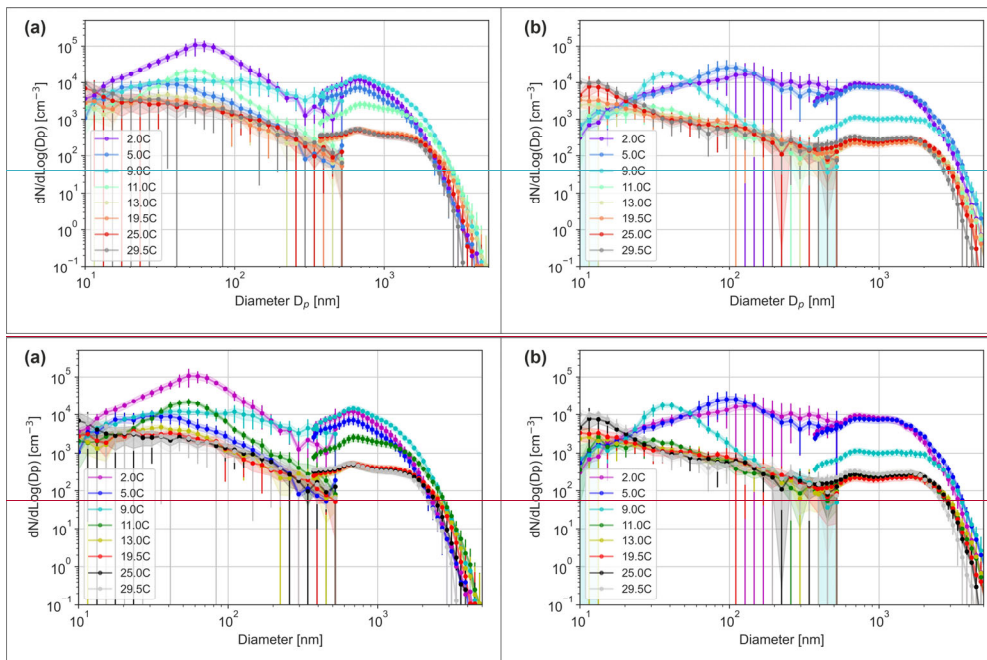 (a)
dN/dLog(Dp) [cm⁻³]
10⁵
10⁴
10³
10²
10¹
10⁰
10⁻¹
2.0C
5.0C
9.0C
11.0C
13.0C
19.5C
25.0C
29.5C
10¹ 10² 10³
Diameter Dₚ [nm]
(b)
dN/dLog(Dp) [cm⁻³]
10⁵
10⁴
10³
10²
10¹
10⁰
10⁻¹
2.0C
5.0C
9.0C
11.0C
13.0C
19.5C
25.0C
29.5C
10¹ 10² 10³
Diameter Dₚ [nm]
(a)
dN/dLog(Dp) [cm⁻³]
10⁵
10⁴
10³
10²
10¹
10⁰
10⁻¹
2.0C
5.0C
9.0C
11.0C
13.0C
19.5C
25.0C
29.5C
10¹ 10² 10³
Diameter [nm]
(b)
dN/dLog(Dp) [cm⁻³]
10⁵
10⁴
10³
10²
10¹
10⁰
10⁻¹
2.0C
5.0C
9.0C
11.0C
13.0C
19.5C
25.0C
29.5C
10¹ 10² 10³
Diameter [nm]